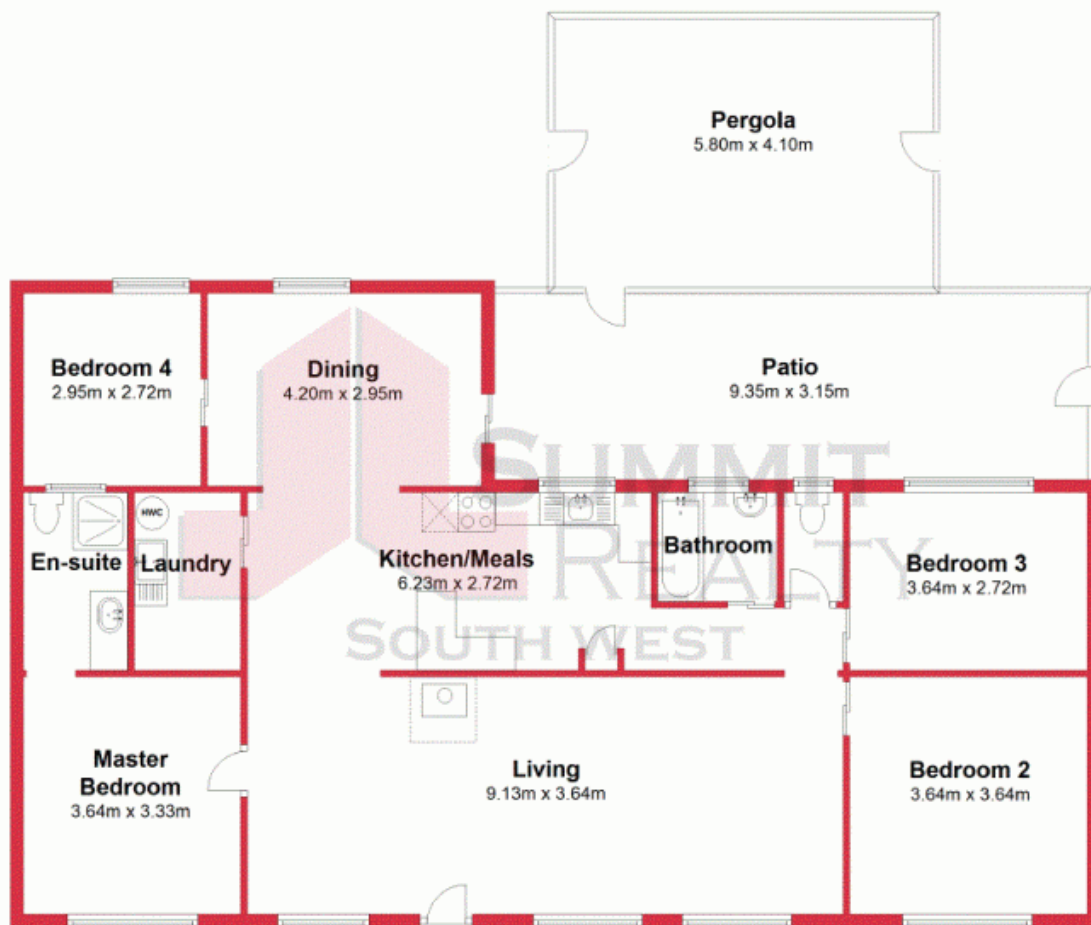 Pergola
5.80m x 4.10m
Bedroom 4
2.95m x 2.72m
Dining
4.20m x 2.95m
Patio
9.35m x 3.15m
SUMMIT
REALTY
SOUTH WEST
HWC
En-suite
Laundry
Kitchen/Meals
6.23m x 2.72m
Bathroom
Bedroom 3
3.64m x 2.72m
Master
Bedroom
3.64m x 3.33m
Living
9.13m x 3.64m
Bedroom 2
3.64m x 3.64m